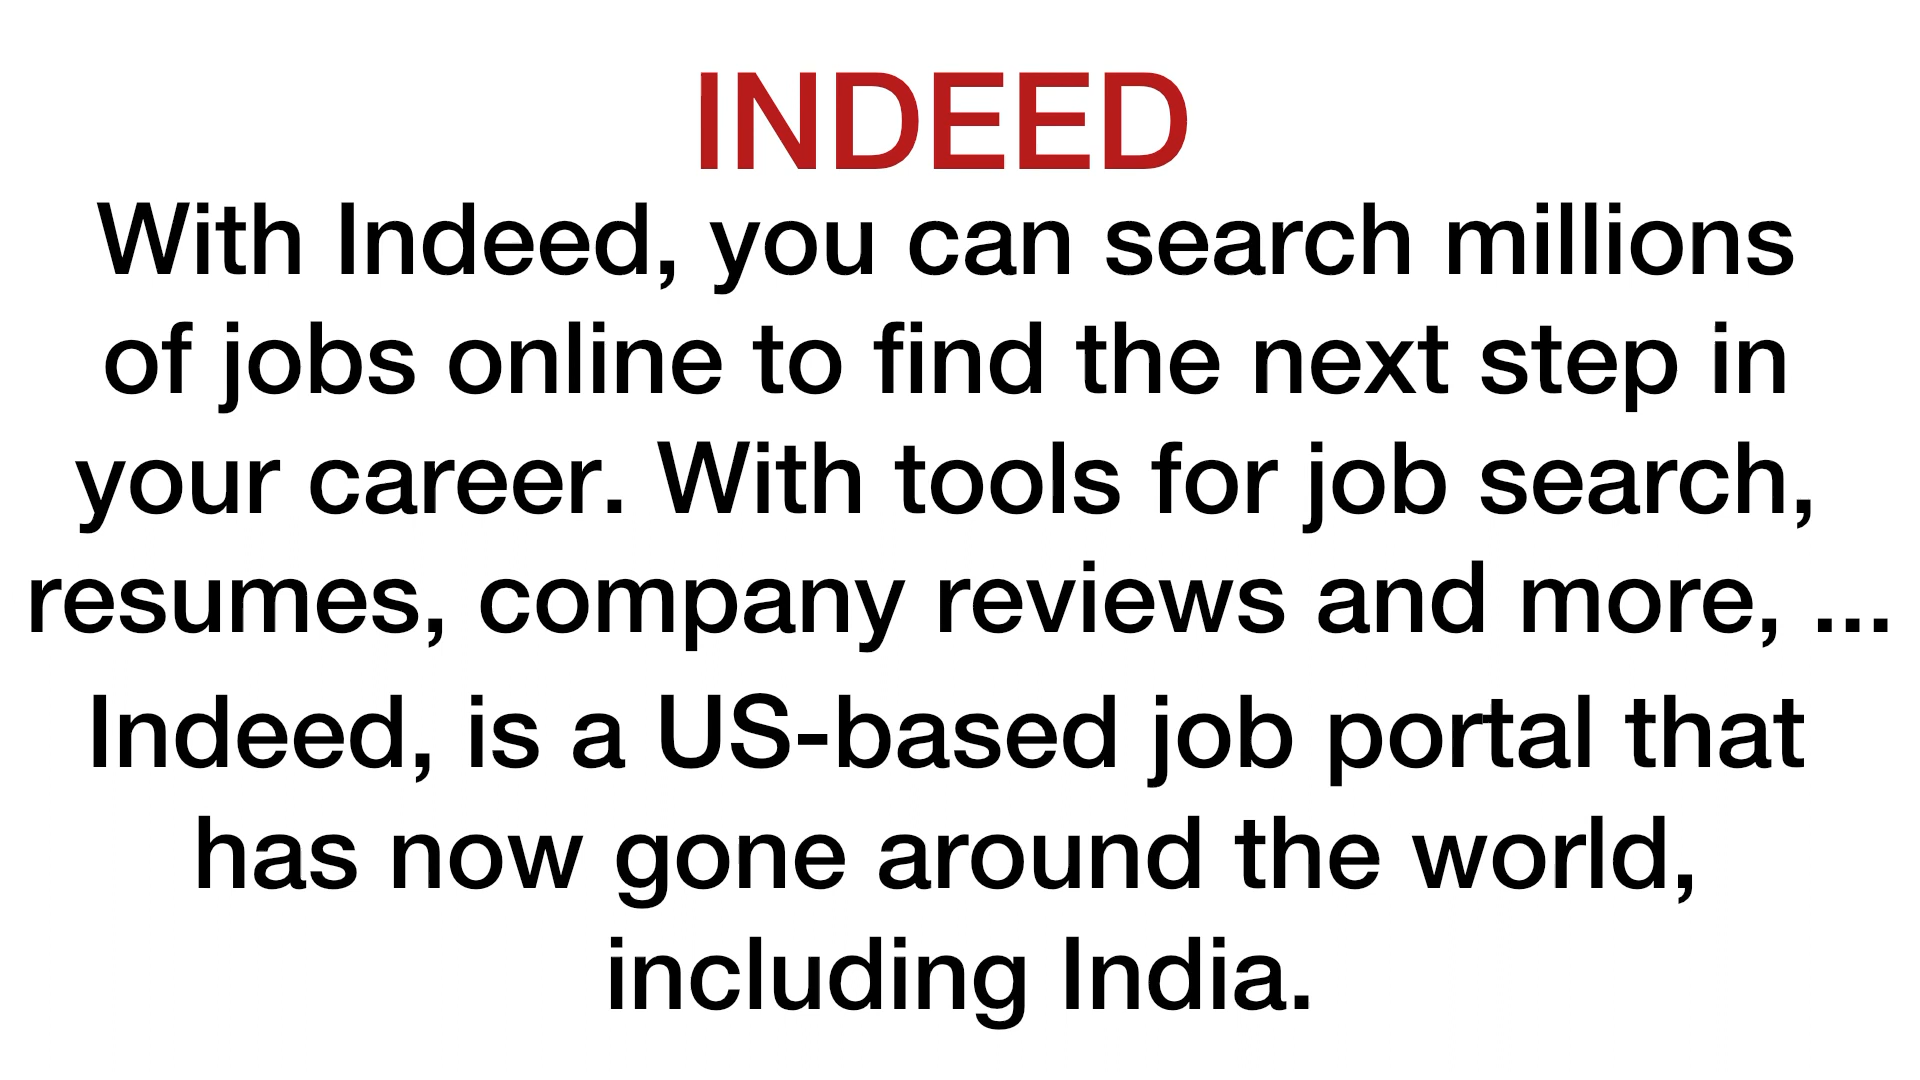 INDEED
With Indeed, you can search millions
of jobs online to find the next step in
your career. With tools for job search,
resumes, company reviews and more, ...
Indeed, is a US-based job portal that
has now gone around the world,
including India.